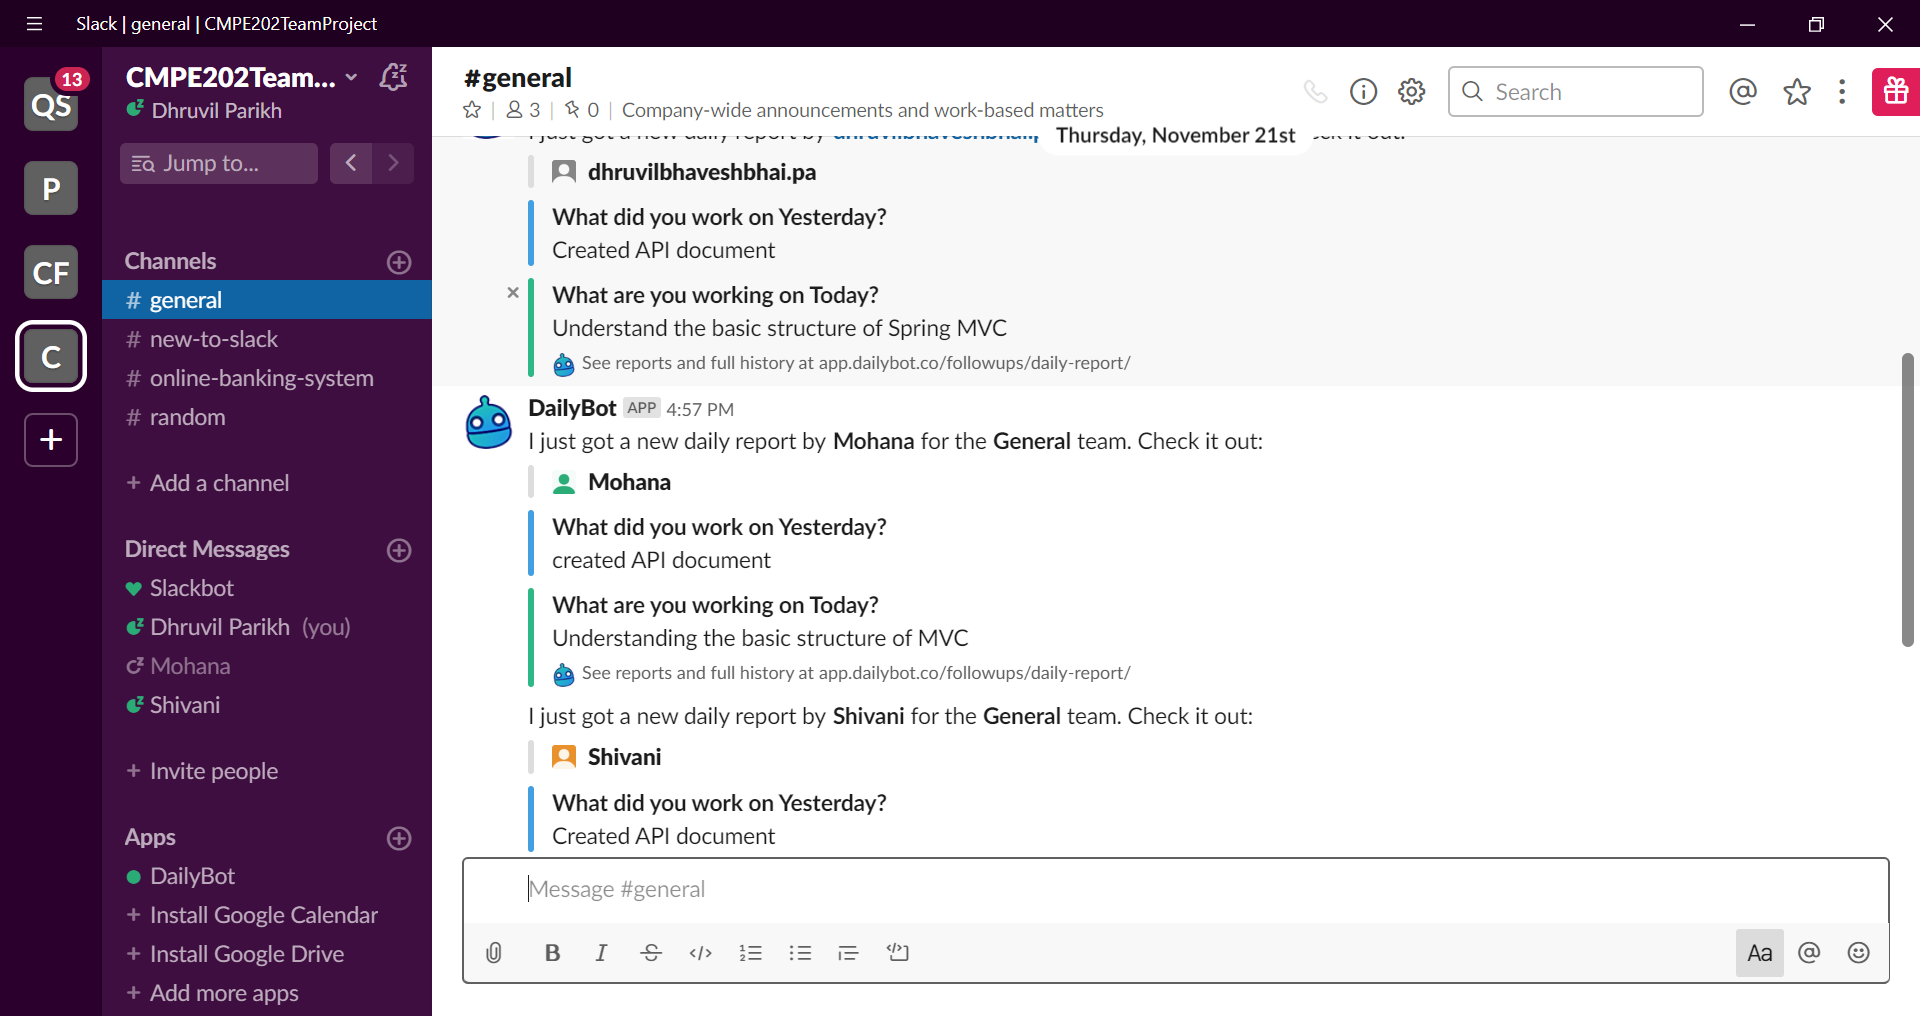 Slack | general | CMPE202TeamProject
13
QS
P
CF
C
CMPE202Team...
Dhruvil Parikh
Jump to...
Channels
# general
# new-to-slack
# online-banking-system
# random
+ Add a channel
Direct Messages
Slackbot
Dhruvil Parikh (you)
Mohana
Shivani
+ Invite people
Apps
DailyBot
+ Install Google Calendar
+ Install Google Drive
+ Add more apps
#general
3 | 0 | Company-wide announcements and work-based matters
Search
Thursday, November 21st
I just got a new daily report by
dhruvilbhaveshbhai.pa
What did you work on Yesterday?
Created API document
What are you working on Today?
Understand the basic structure of Spring MVC
See reports and full history at app.dailybot.co/followups/daily-report/
DailyBot APP 4:57 PM
I just got a new daily report by Mohana for the General team. Check it out:
Mohana
What did you work on Yesterday?
created API document
What are you working on Today?
Understanding the basic structure of MVC
See reports and full history at app.dailybot.co/followups/daily-report/
I just got a new daily report by Shivani for the General team. Check it out:
Shivani
What did you work on Yesterday?
Created API document
Message #general
B I S </> Aa @